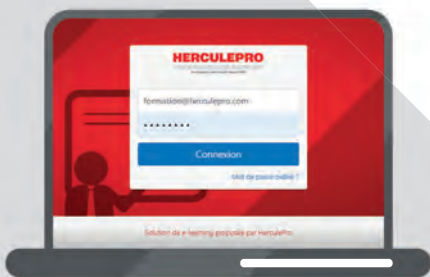 HERCULEPRO
formation@herculepro.com
••••••••
Connexion
Mot de passe oublié ?
Solution de e-learning proposée par HerculePro